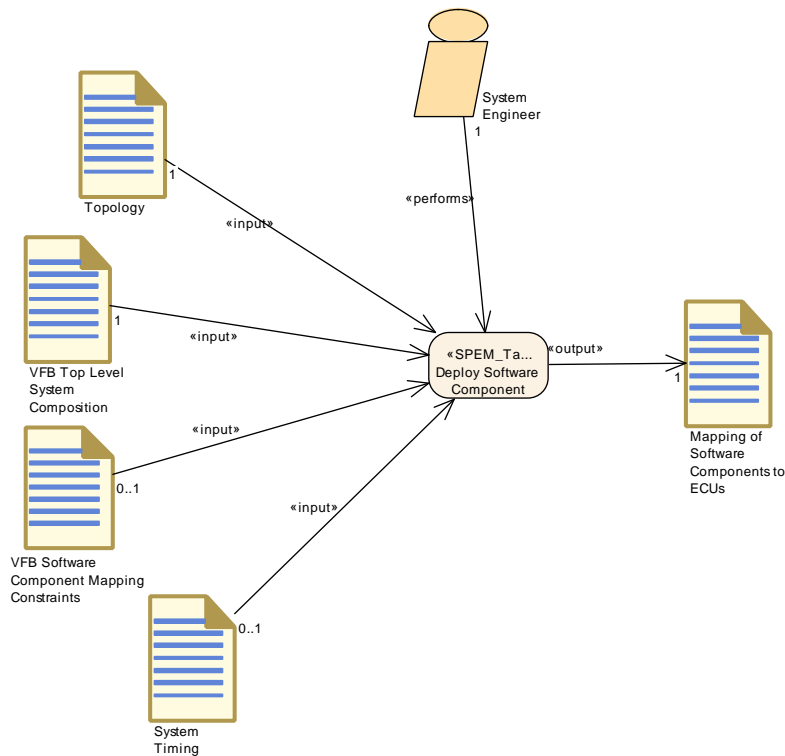 System
Engineer
1
«performs»
Topology
1
«input»
VFB Top Level
System
Composition
1
«input»
«SPEM_Ta...
Deploy Software
Component
«output»
1
Mapping of
Software
Components to
ECUs
VFB Software
Component Mapping
Constraints
0..1
«input»
System
Timing
0..1
«input»